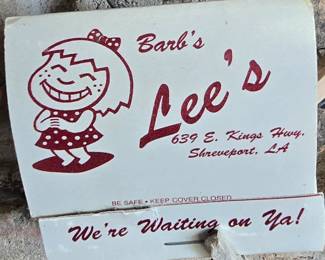 Barb's
Lee's
639 E. Kings Hwy.
Shreveport, LA
BE SAFE • KEEP COVER CLOSED
We're Waiting on Ya!